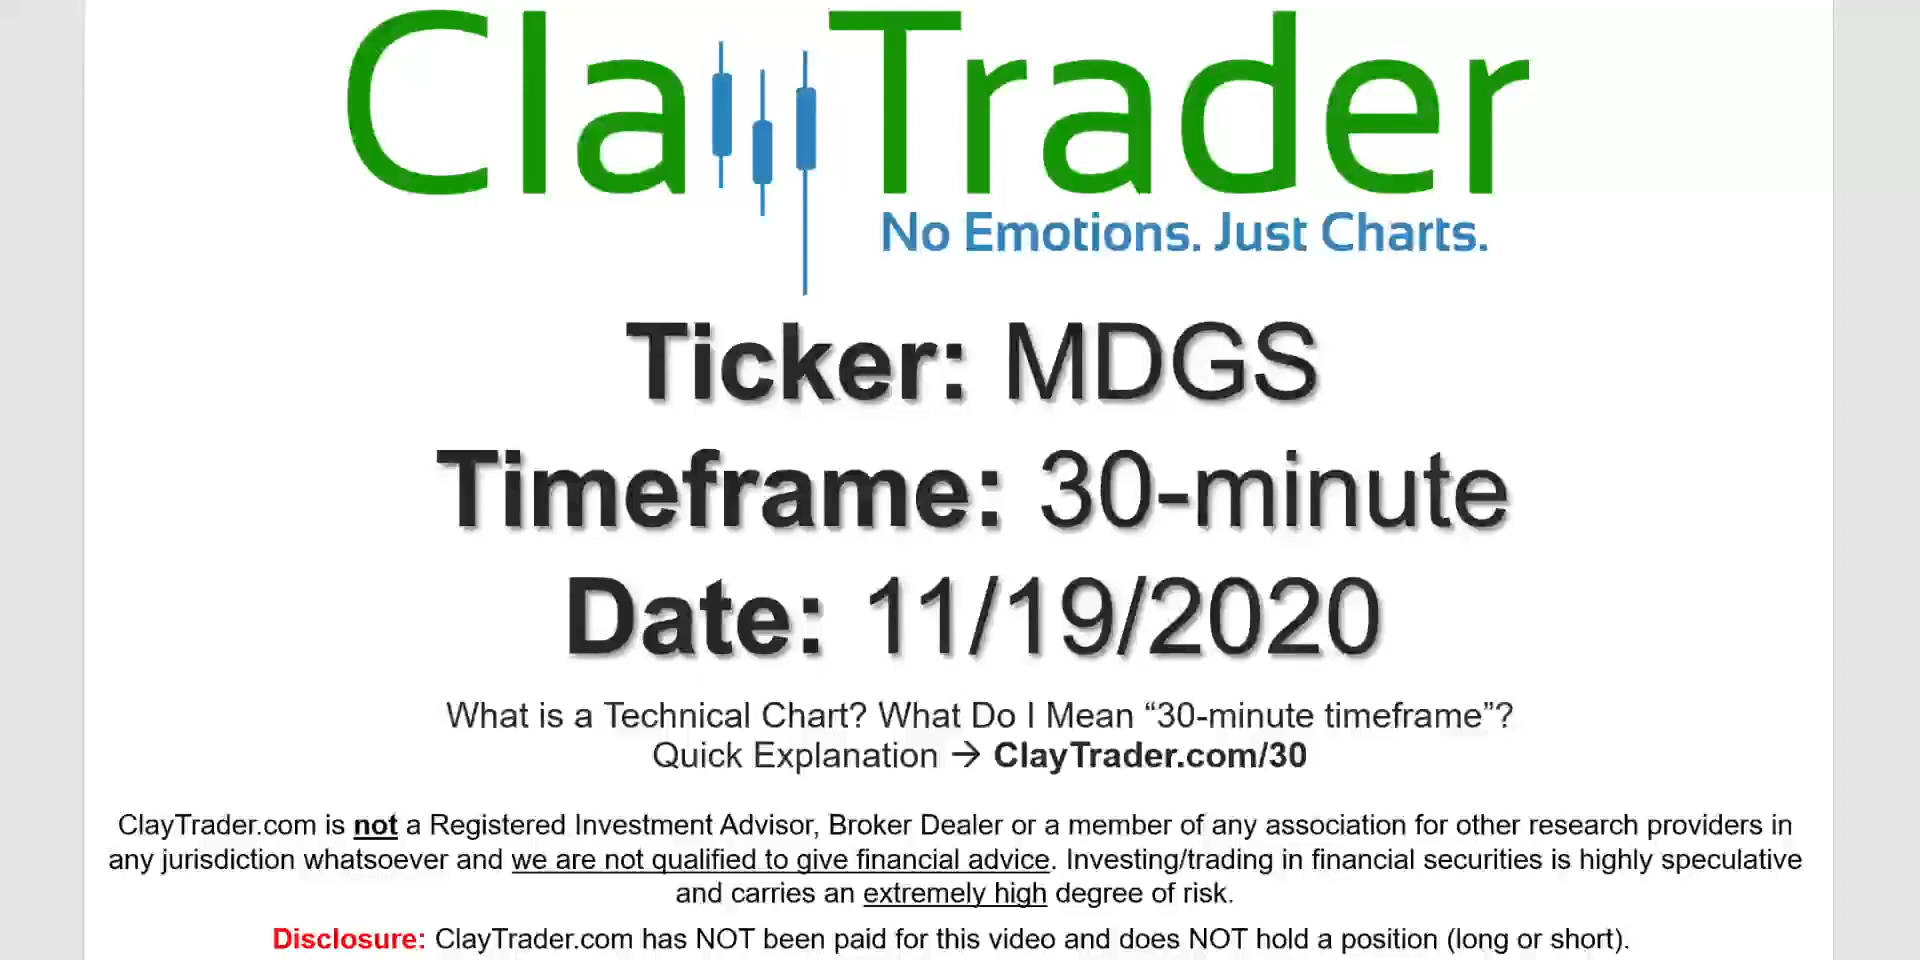 ClayTrader
No Emotions. Just Charts.
Ticker: MDGS
Timeframe: 30-minute
Date: 11/19/2020
What is a Technical Chart? What Do I Mean “30-minute timeframe”?
Quick Explanation → ClayTrader.com/30
ClayTrader.com is not a Registered Investment Advisor, Broker Dealer or a member of any association for other research providers in
any jurisdiction whatsoever and we are not qualified to give financial advice. Investing/trading in financial securities is highly speculative
and carries an extremely high degree of risk.
Disclosure: ClayTrader.com has NOT been paid for this video and does NOT hold a position (long or short).